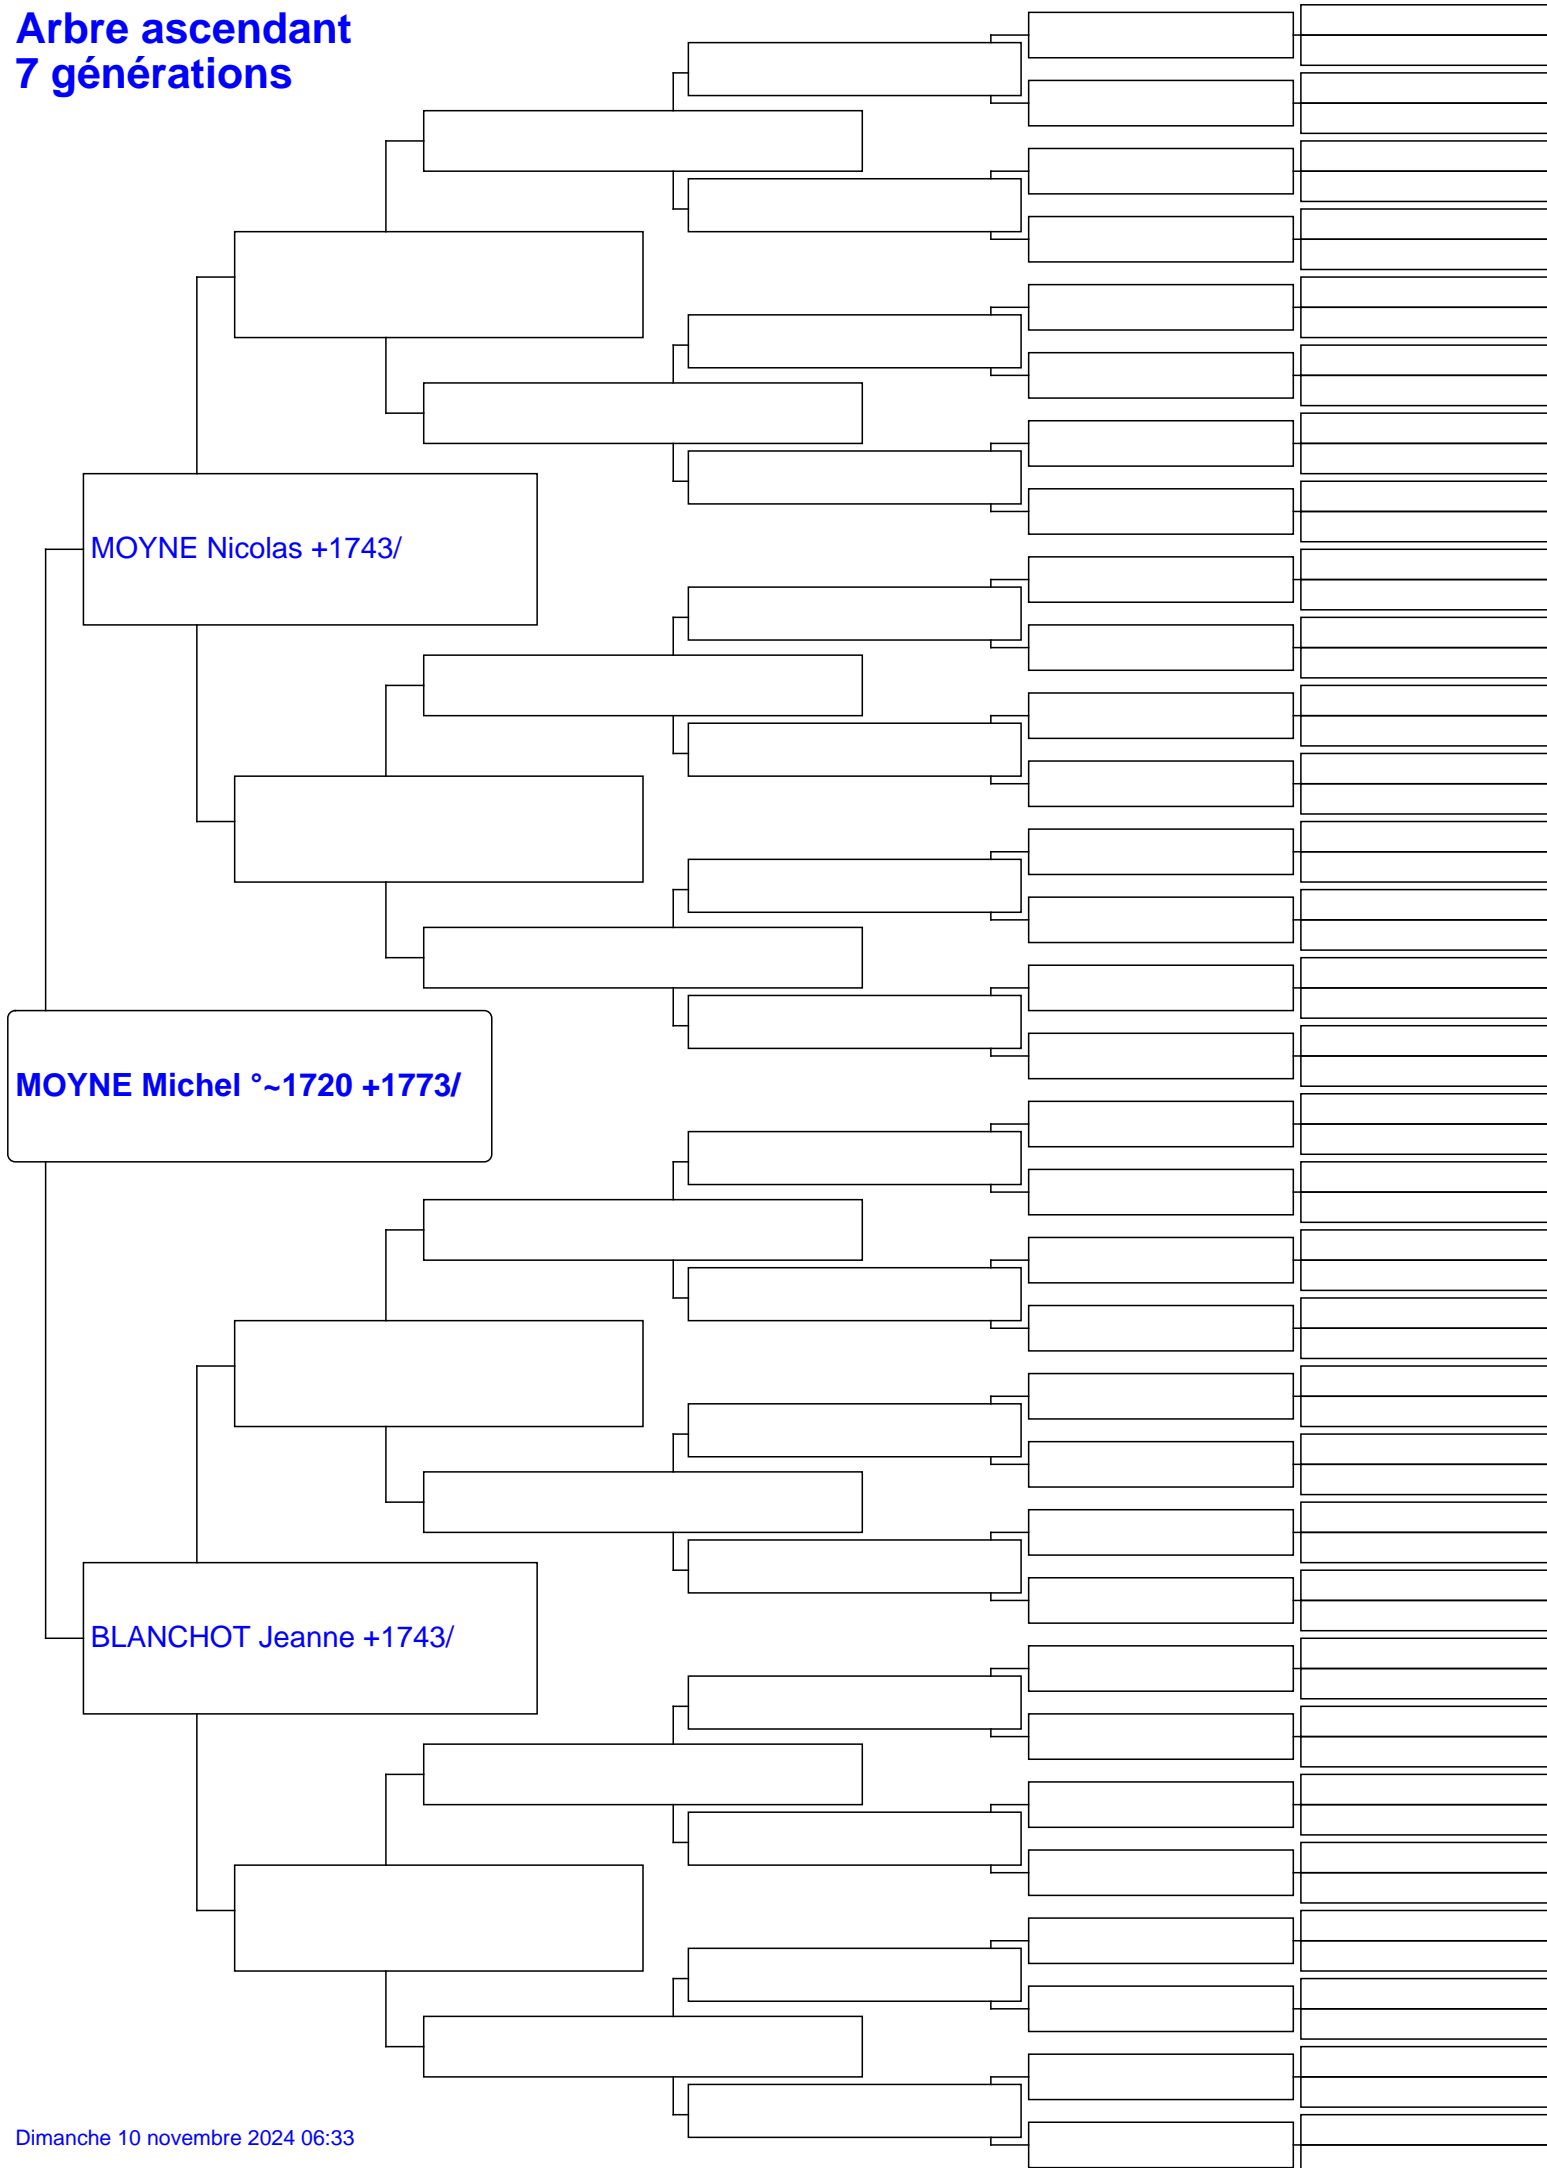 Arbre ascendant
7 générations
MOYNE Nicolas +1743/
MOYNE Michel °~1720 +1773/
BLANCHOT Jeanne +1743/
Dimanche 10 novembre 2024 06:33